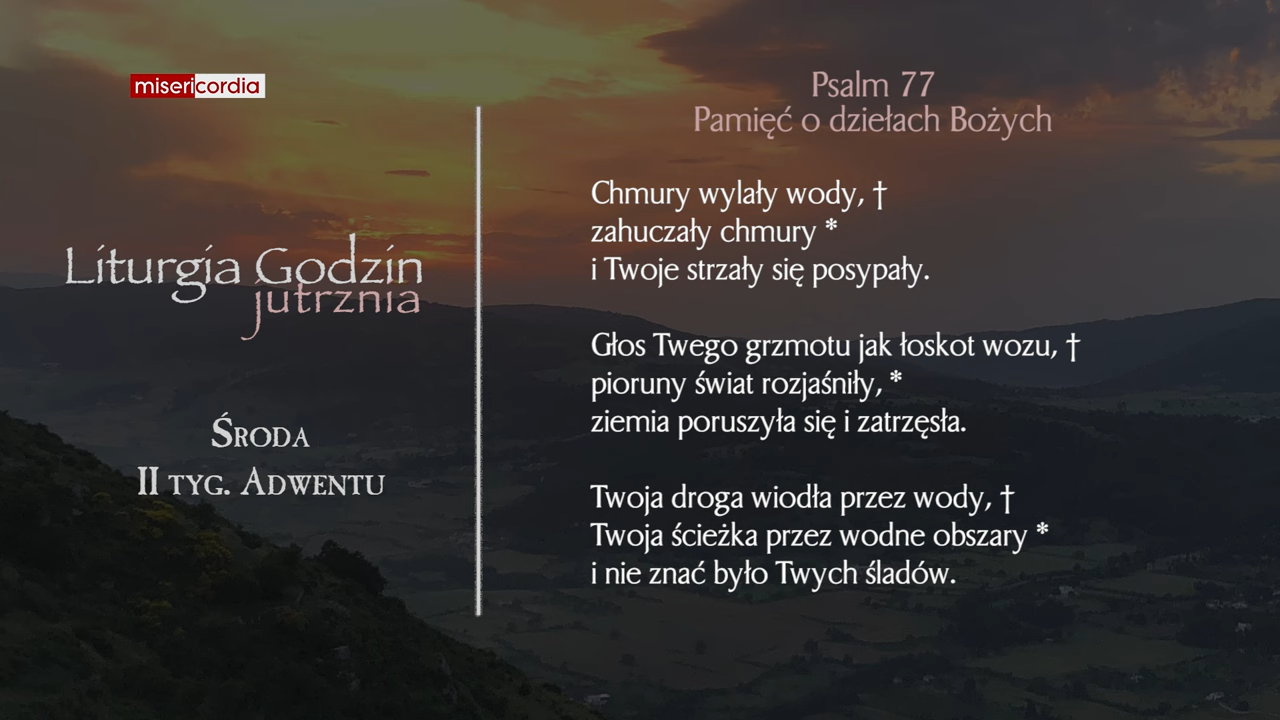 misericordia
Liturgia Godzin
jutrznia
Środa
II tyg. Adwentu
Psalm 77
Pamięć o dziełach Bożych
Chmury wylały wody, †
zahuczały chmury *
i Twoje strzały się posypały.
Głos Twego grzmotu jak łoskot wozu, †
pioruny świat rozjaśniły, *
ziemia poruszyła się i zatrzęsła.
Twoja droga wiodła przez wody, †
Twoja ścieżka przez wodne obszary *
i nie znać było Twych śladów.